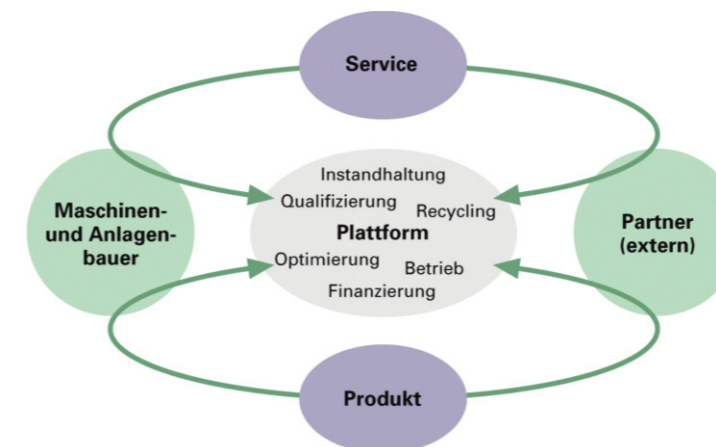 Service
Instandhaltung
Qualifizierung
Recycling
Maschinen-
und Anlagen-
bauer
Plattform
Partner
(extern)
Optimierung
Betrieb
Finanzierung
Produkt